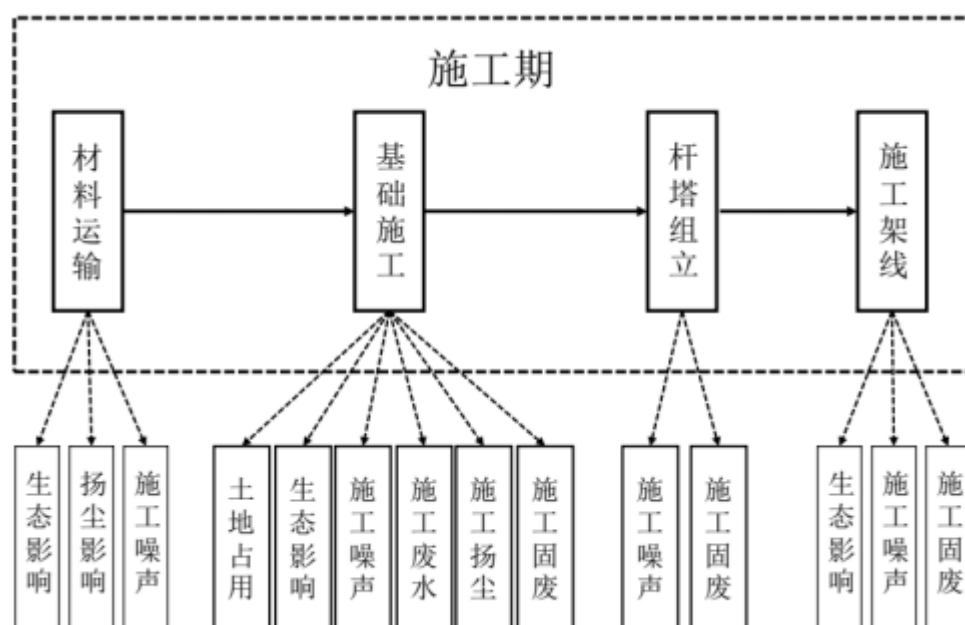 施工期
材料运输
基础施工
杆塔组立
施工架线
生态影响
扬尘影响
施工噪声
土地占用
生态影响
施工噪声
施工废水
施工扬尘
施工固废
施工噪声
施工固废
生态影响
施工噪声
施工固废